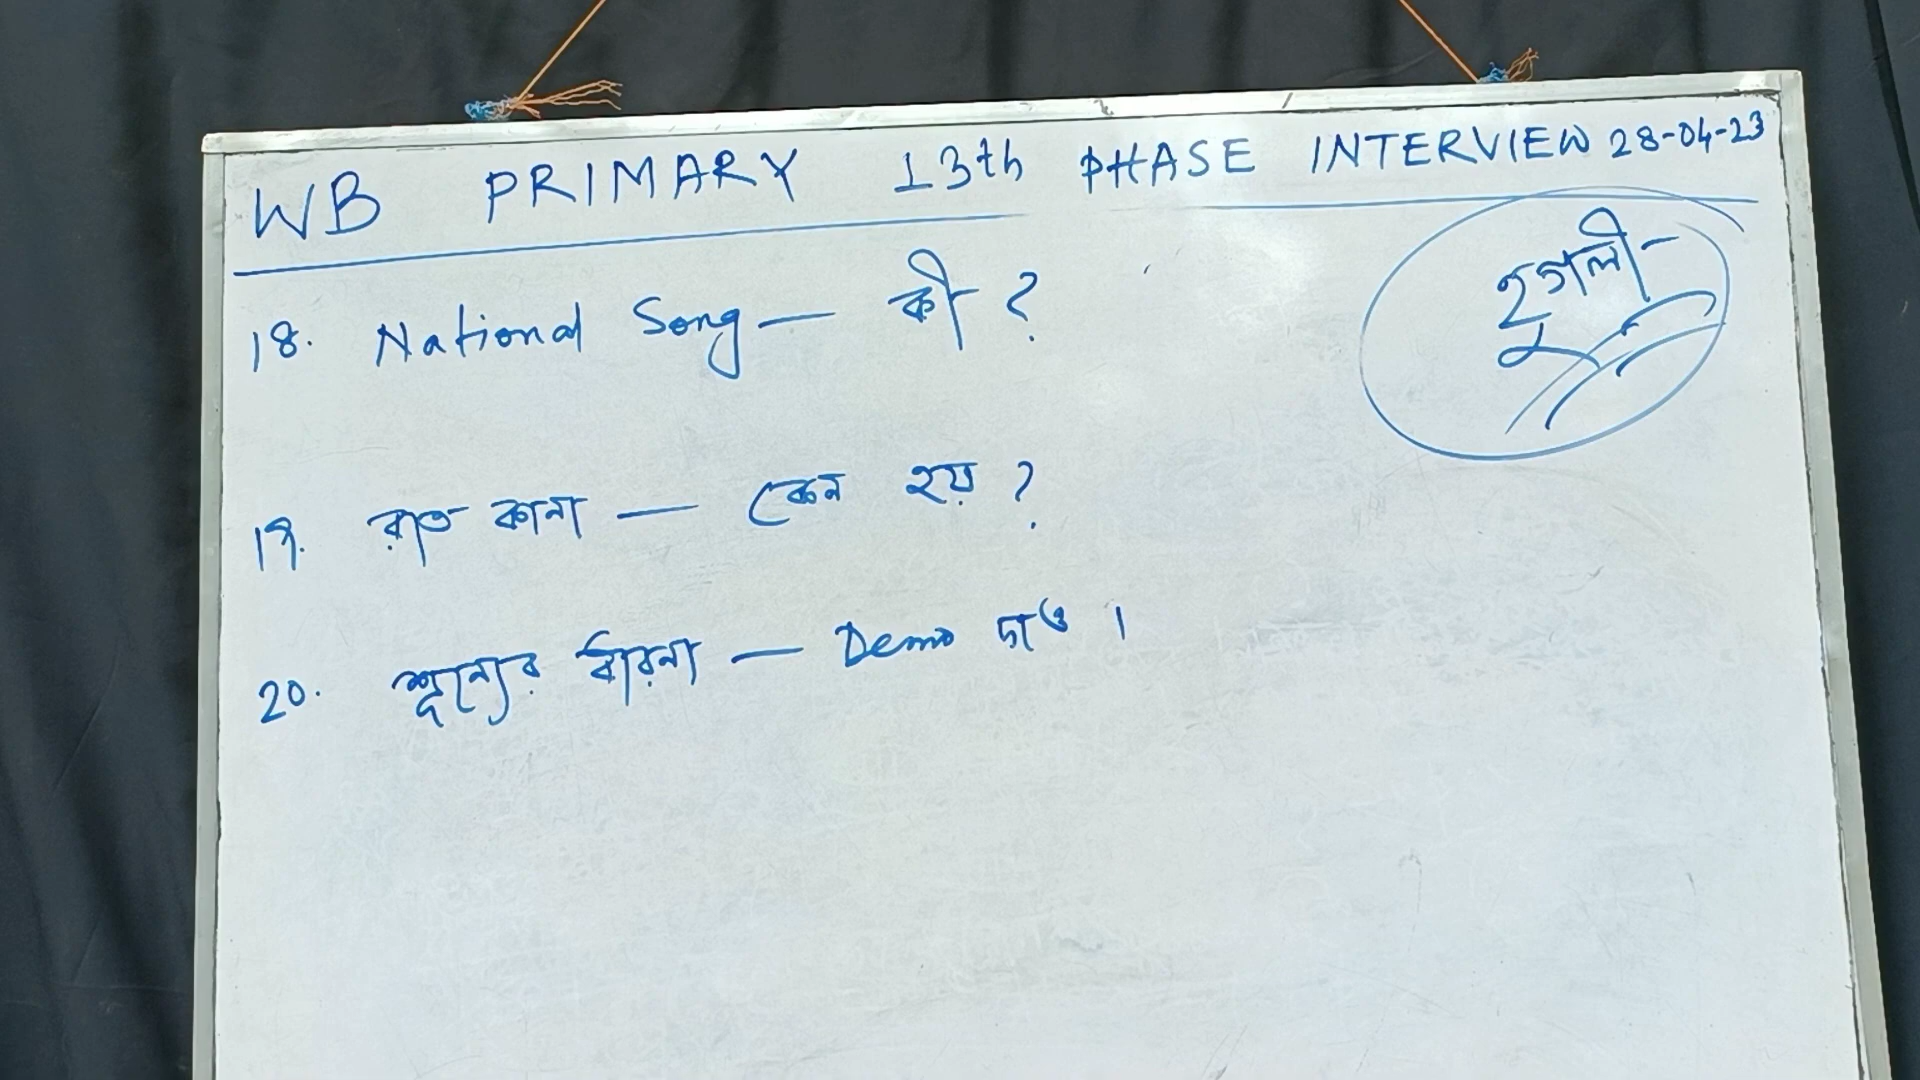 WB PRIMARY 13th PHASE INTERVIEW 28-04-23
হুগলী
18. National Song — কী ?
19. রাত কানা — কেন হয় ?
20. শূন্যের ধারনা — Demo দাও ।